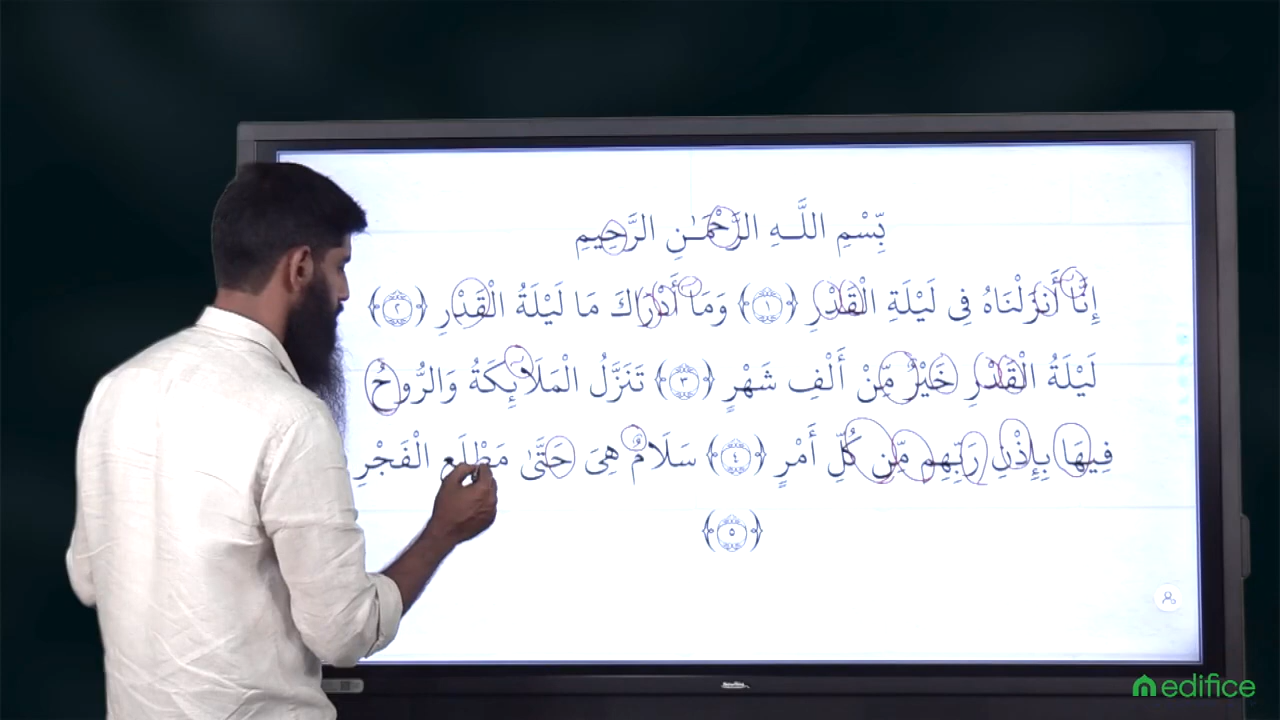 بِّسْمِ اللَّـهِ الرَّحْمَـٰنِ الرَّحِيمِ
إِنَّا أَنزَلْنَاهُ فِى لَيْلَةِ الْقَدْرِ ﴿١﴾ وَمَا أَدْرَاكَ مَا لَيْلَةُ الْقَدْرِ ﴿٢﴾
لَيْلَةُ الْقَدْرِ خَيْرٌ مِّنْ أَلْفِ شَهْرٍ ﴿٣﴾ تَنَزَّلُ الْمَلَائِكَةُ وَالرُّوحُ
فِيهَا بِإِذْنِ رَبِّهِم مِّن كُلِّ أَمْرٍ ﴿٤﴾ سَلَامٌ هِىَ حَتَّىٰ مَطْلَعِ الْفَجْرِ
﴿٥﴾
edifice